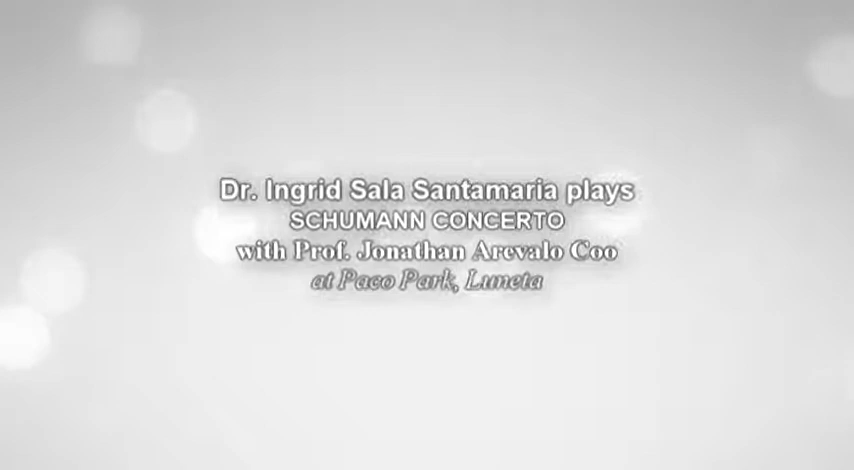 Dr. Ingrid Sala Santamaria plays
SCHUMANN CONCERTO
with Prof. Jonathan Arevalo Coo
at Paco Park, Luneta